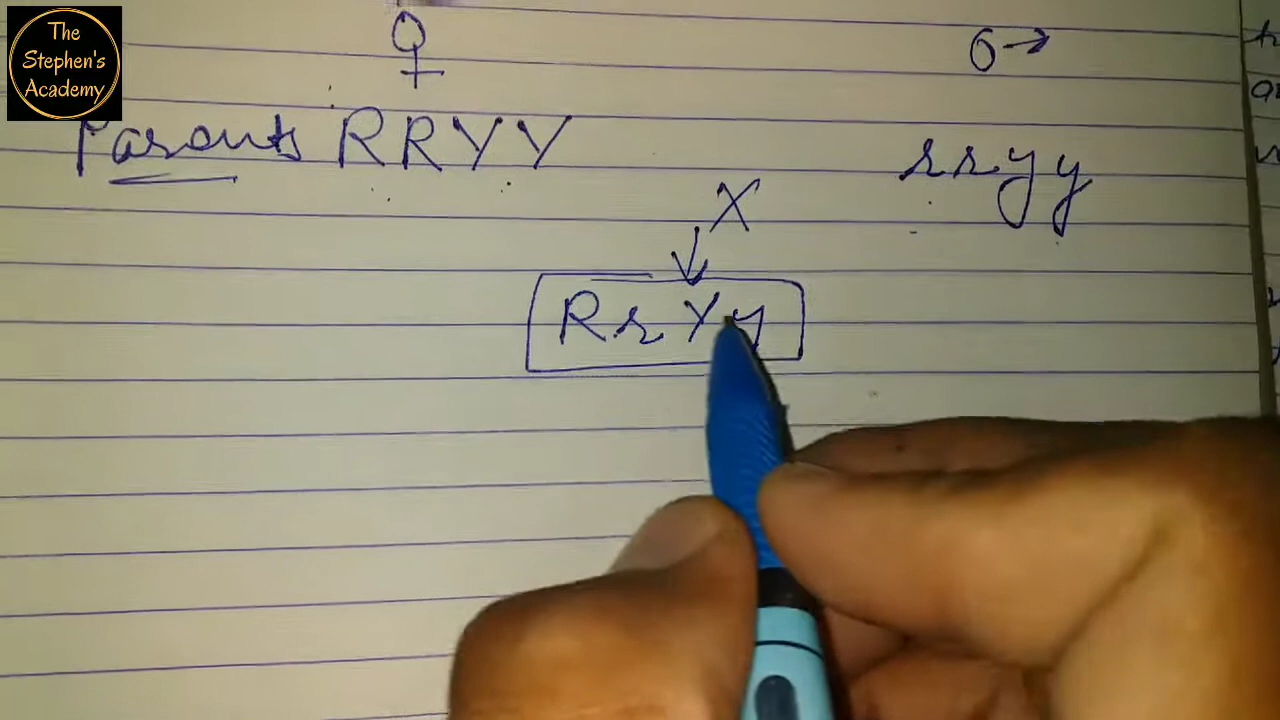 The
Stephen's
Academy
♀ ♂
Parents RRYY rryy
X
RrYy